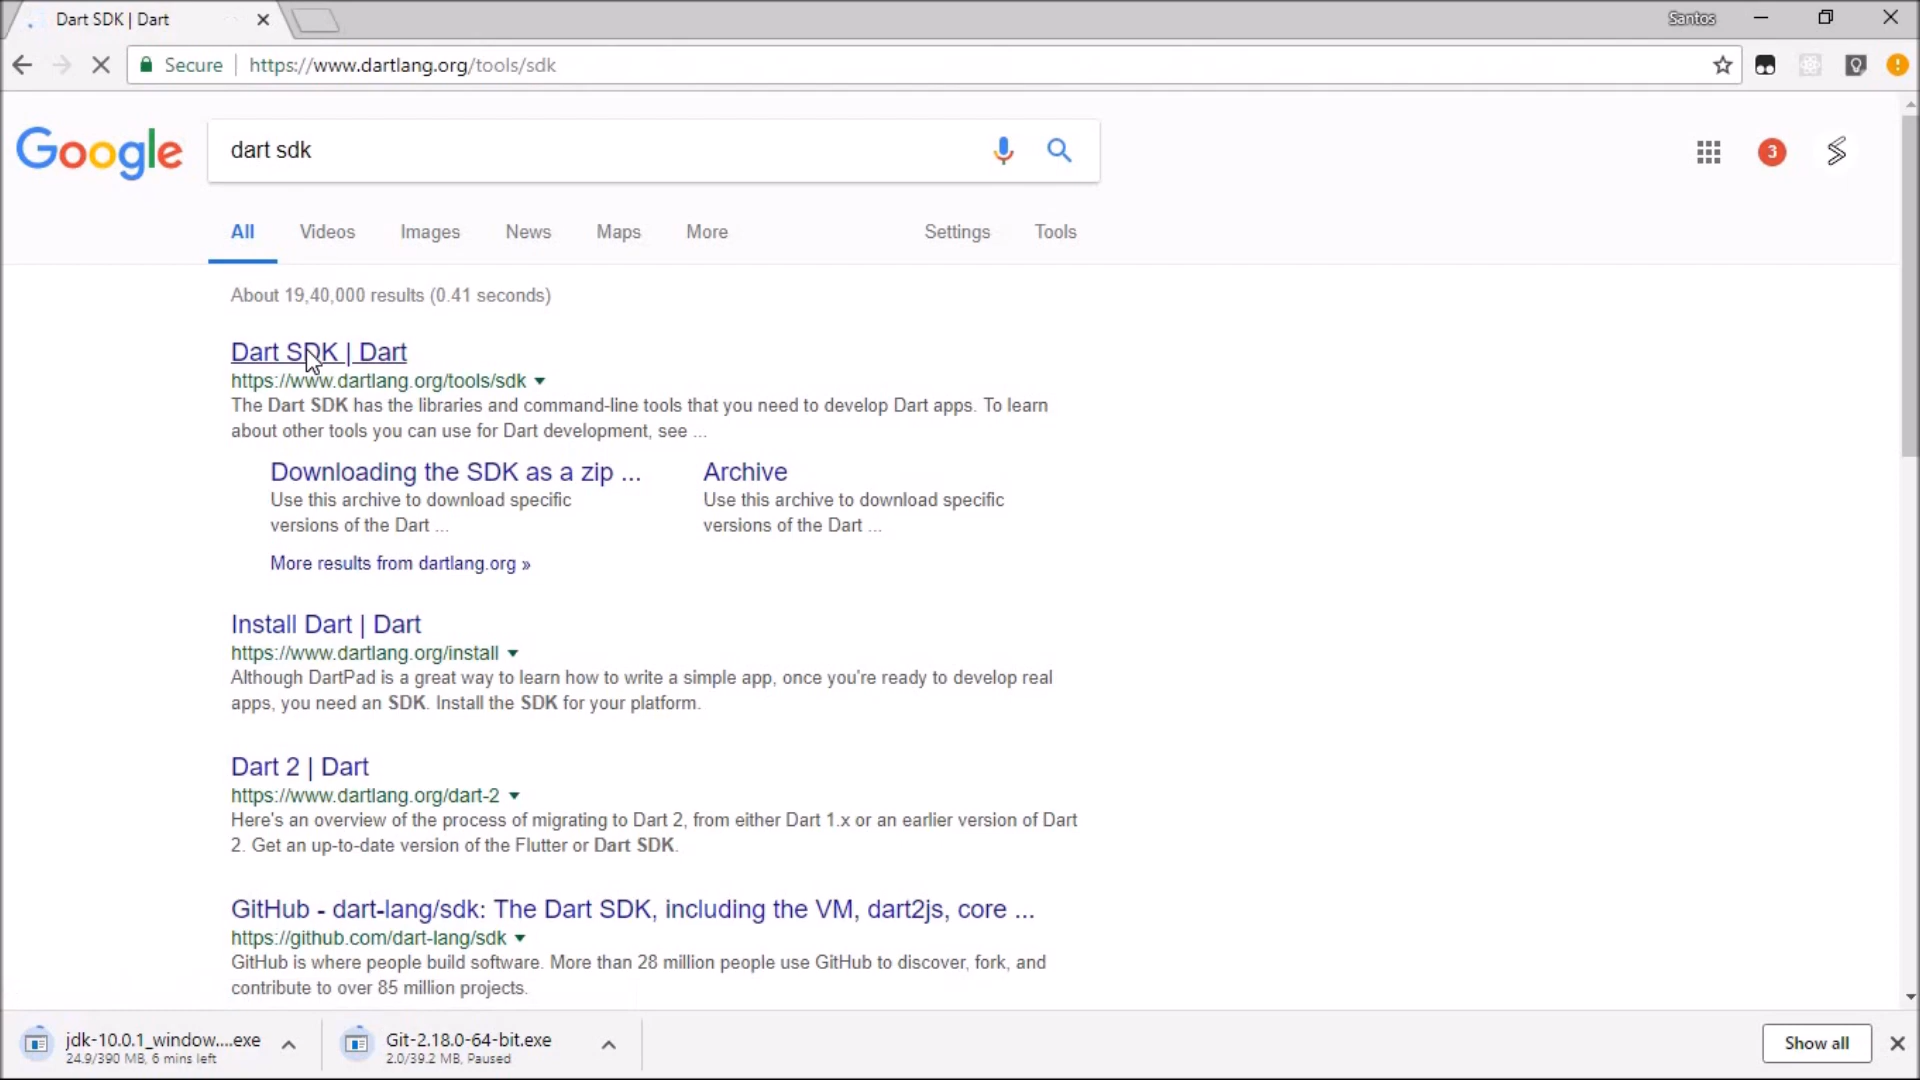 Dart SDK | Dart
Santos
Secure
https://www.dartlang.org/tools/sdk
Google
dart sdk
3
All
Videos
Images
News
Maps
More
Settings
Tools
About 19,40,000 results (0.41 seconds)
Dart SDK | Dart
https://www.dartlang.org/tools/sdk
The Dart SDK has the libraries and command-line tools that you need to develop Dart apps. To learn
about other tools you can use for Dart development, see ...
Downloading the SDK as a zip ...
Use this archive to download specific
versions of the Dart ...
Archive
Use this archive to download specific
versions of the Dart ...
More results from dartlang.org »
Install Dart | Dart
https://www.dartlang.org/install
Although DartPad is a great way to learn how to write a simple app, once you're ready to develop real
apps, you need an SDK. Install the SDK for your platform.
Dart 2 | Dart
https://www.dartlang.org/dart-2
Here's an overview of the process of migrating to Dart 2, from either Dart 1.x or an earlier version of Dart
2. Get an up-to-date version of the Flutter or Dart SDK.
GitHub - dart-lang/sdk: The Dart SDK, including the VM, dart2js, core ...
https://github.com/dart-lang/sdk
GitHub is where people build software. More than 28 million people use GitHub to discover, fork, and
contribute to over 85 million projects.
jdk-10.0.1_window....exe
24.9/390 MB, 6 mins left
Git-2.18.0-64-bit.exe
2.0/39.2 MB, Paused
Show all